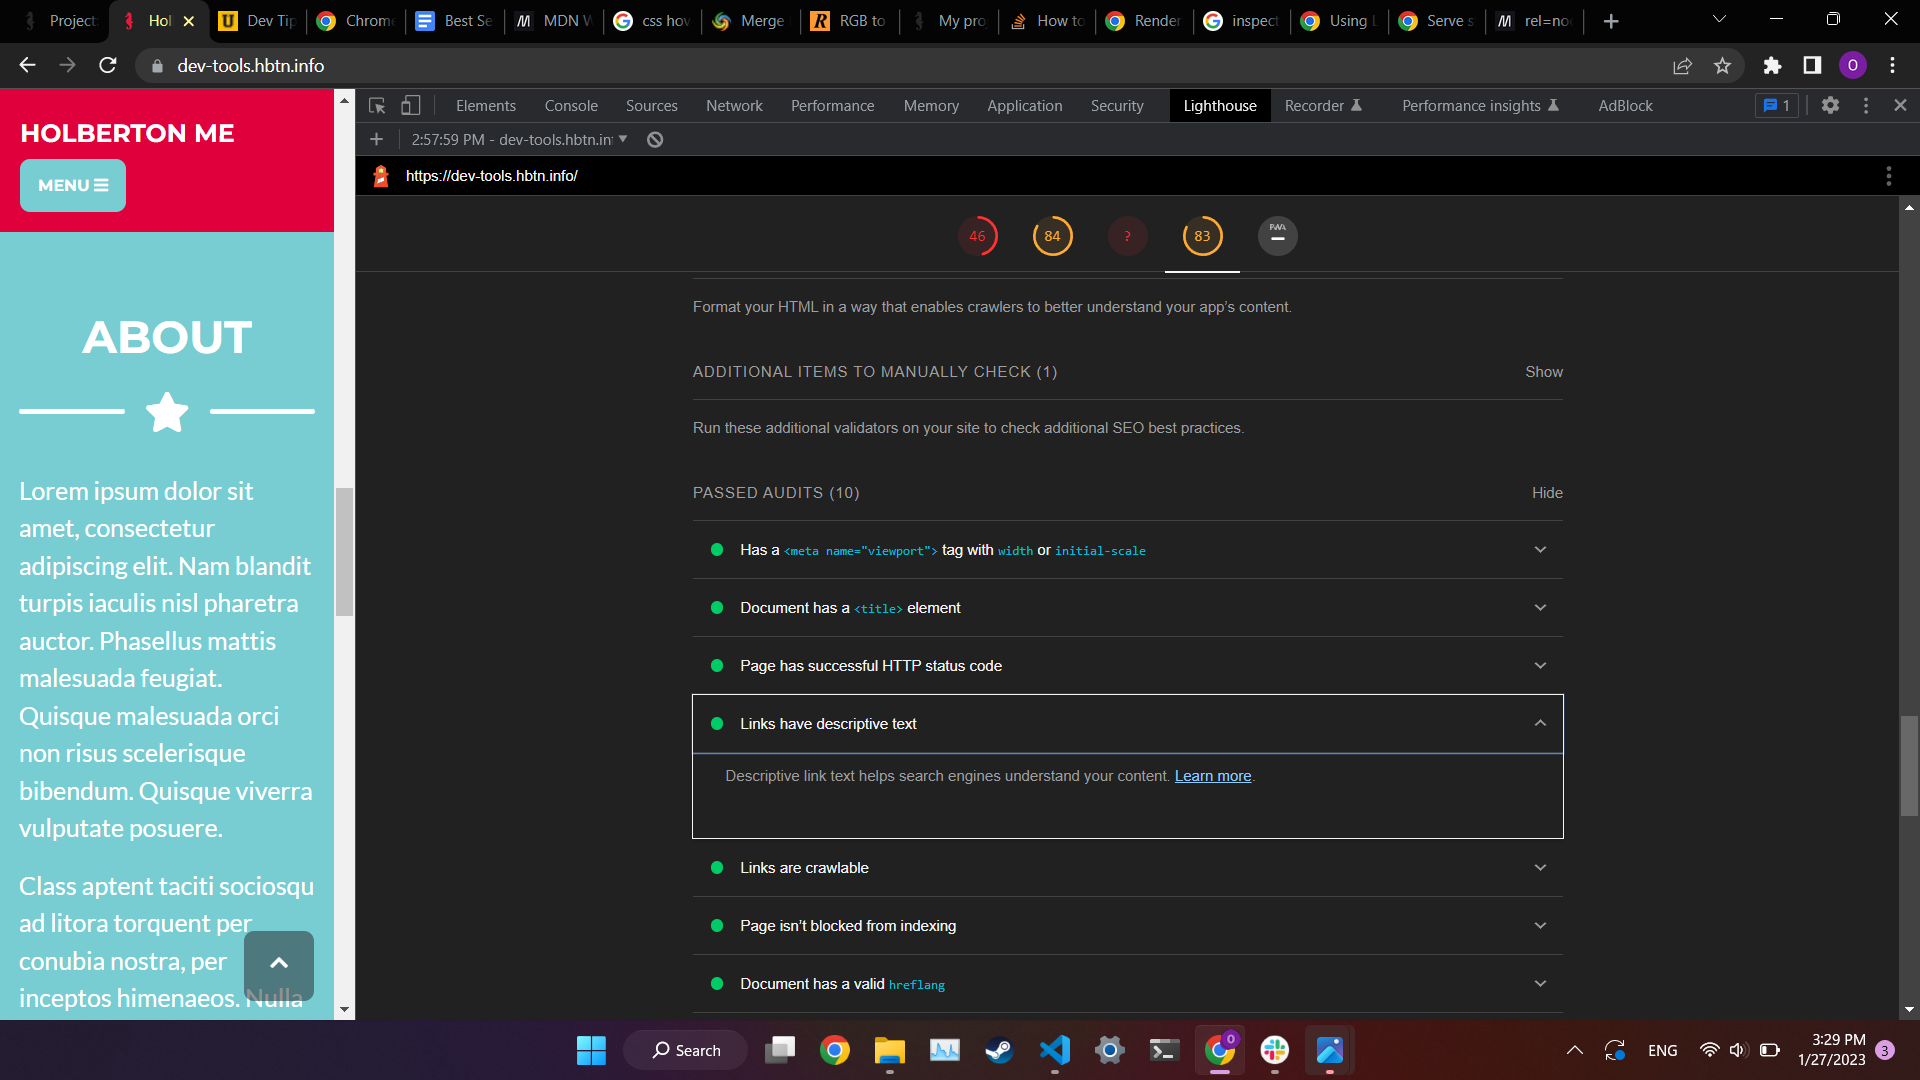 Project
Hol
Dev Tip
Chrome
Best Se
MDN W
css hov
Merge
RGB to
My pro
How to
Render
inspect
Using L
Serve s
rel=no
dev-tools.hbtn.info
O
HOLBERTON ME
MENU
ABOUT
Lorem ipsum dolor sit
amet, consectetur
adipiscing elit. Nam blandit
turpis iaculis nisl pharetra
auctor. Phasellus mattis
malesuada feugiat.
Quisque malesuada orci
non risus scelerisque
bibendum. Quisque viverra
vulputate posuere.
Class aptent taciti sociosqu
ad litora torquent per
conubia nostra, per
inceptos himenaeos. Nulla
Elements Console Sources Network Performance Memory Application Security Lighthouse Recorder Performance insights AdBlock 1
2:57:59 PM - dev-tools.hbtn.in
https://dev-tools.hbtn.info/
46 84 ? 83 PWA
Format your HTML in a way that enables crawlers to better understand your app’s content.
ADDITIONAL ITEMS TO MANUALLY CHECK (1) Show
Run these additional validators on your site to check additional SEO best practices.
PASSED AUDITS (10) Hide
Has a <meta name="viewport"> tag with width or initial-scale
Document has a <title> element
Page has successful HTTP status code
Links have descriptive text
Descriptive link text helps search engines understand your content. Learn more.
Links are crawlable
Page isn’t blocked from indexing
Document has a valid hreflang
Search
0
ENG
3:29 PM
1/27/2023
3